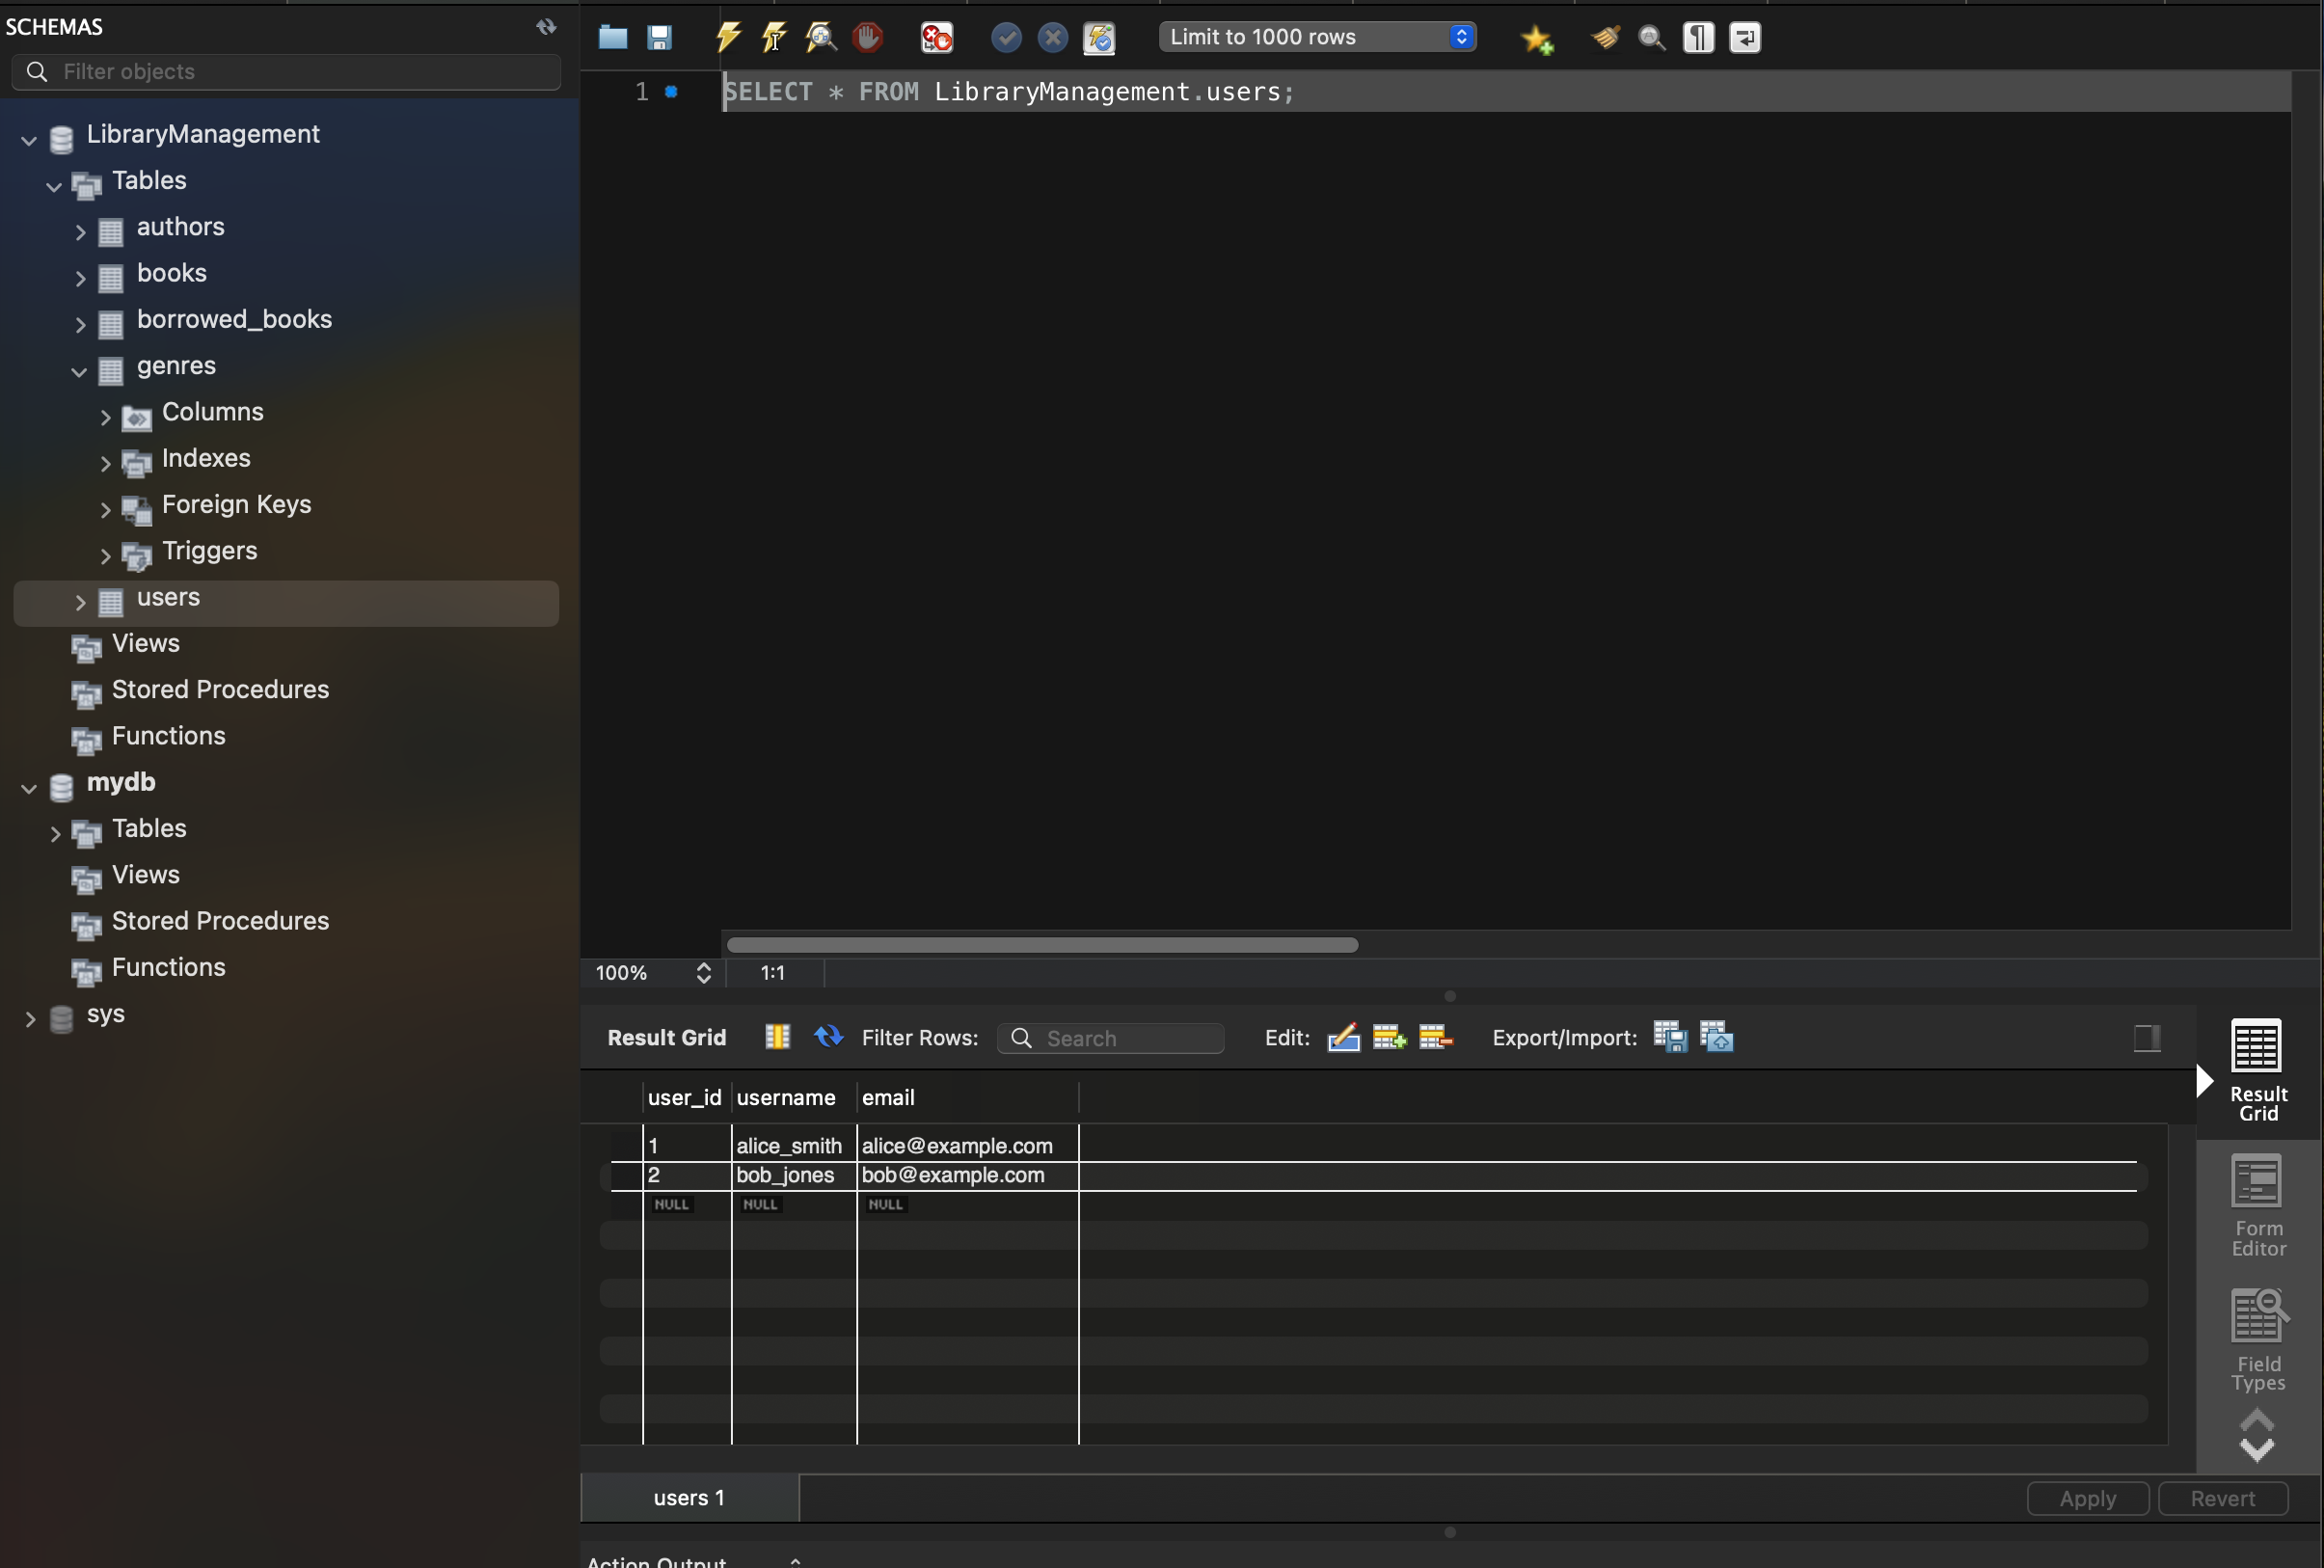 SCHEMAS
Filter objects
LibraryManagement
Tables
authors
books
borrowed_books
genres
Columns
Indexes
Foreign Keys
Triggers
users
Views
Stored Procedures
Functions
mydb
Tables
Views
Stored Procedures
Functions
sys
Limit to 1000 rows
1 SELECT * FROM LibraryManagement.users;
100% 1:1
Result Grid Filter Rows: Search Edit: Export/Import:
user_id username email
1 alice_smith alice@example.com
2 bob_jones bob@example.com
NULL NULL NULL
Result
Grid
Form
Editor
Field
Types
users 1 Apply Revert
Action Output